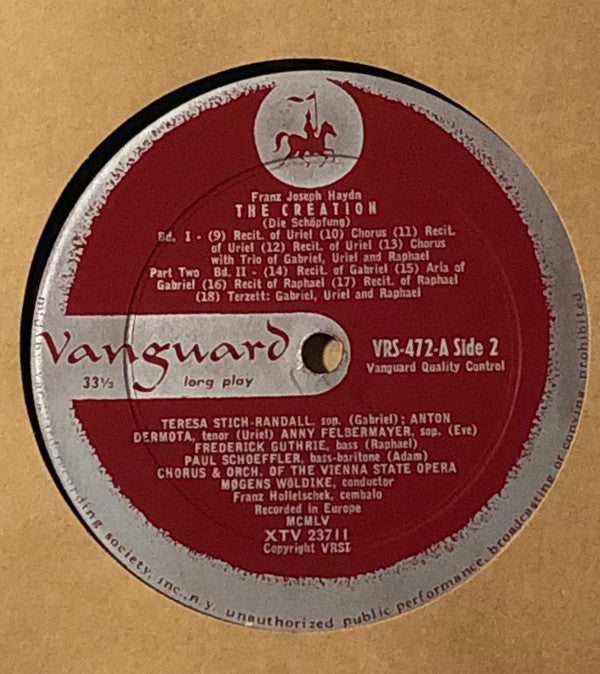 Franz Joseph Haydn
THE CREATION
(Die Schöpfung)
Bd. I - (9) Recit. of Uriel (10) Chorus (11) Recit.
of Uriel (12) Recit. of Uriel (13) Chorus
with Trio of Gabriel, Uriel and Raphael
Part Two Bd. II - (14) Recit. of Gabriel (15) Aria of
Gabriel (16) Recit of Raphael (17) Recit. of Raphael
(18) Terzett: Gabriel, Uriel and Raphael
Vanguard
33⅓ long play
VRS-472-A Side 2
Vanguard Quality Control
TERESA STICH-RANDALL, sop. (Gabriel); ANTON
DERMOTA, tenor (Uriel) ANNY FELBERMAYER, sop. (Eve)
FREDERICK GUTHRIE, bass (Raphael)
PAUL SCHOEFFLER, bass-baritone (Adam)
CHORUS & ORCH. OF THE VIENNA STATE OPERA
MØGENS WÖLDIKE, conductor
Franz Holletschek, cembalo
Recorded in Europe
MCMLV
XTV 23711
Copyright VRSI
recording society, inc., n.y. unauthorized public performance, broadcasting or copying prohibited